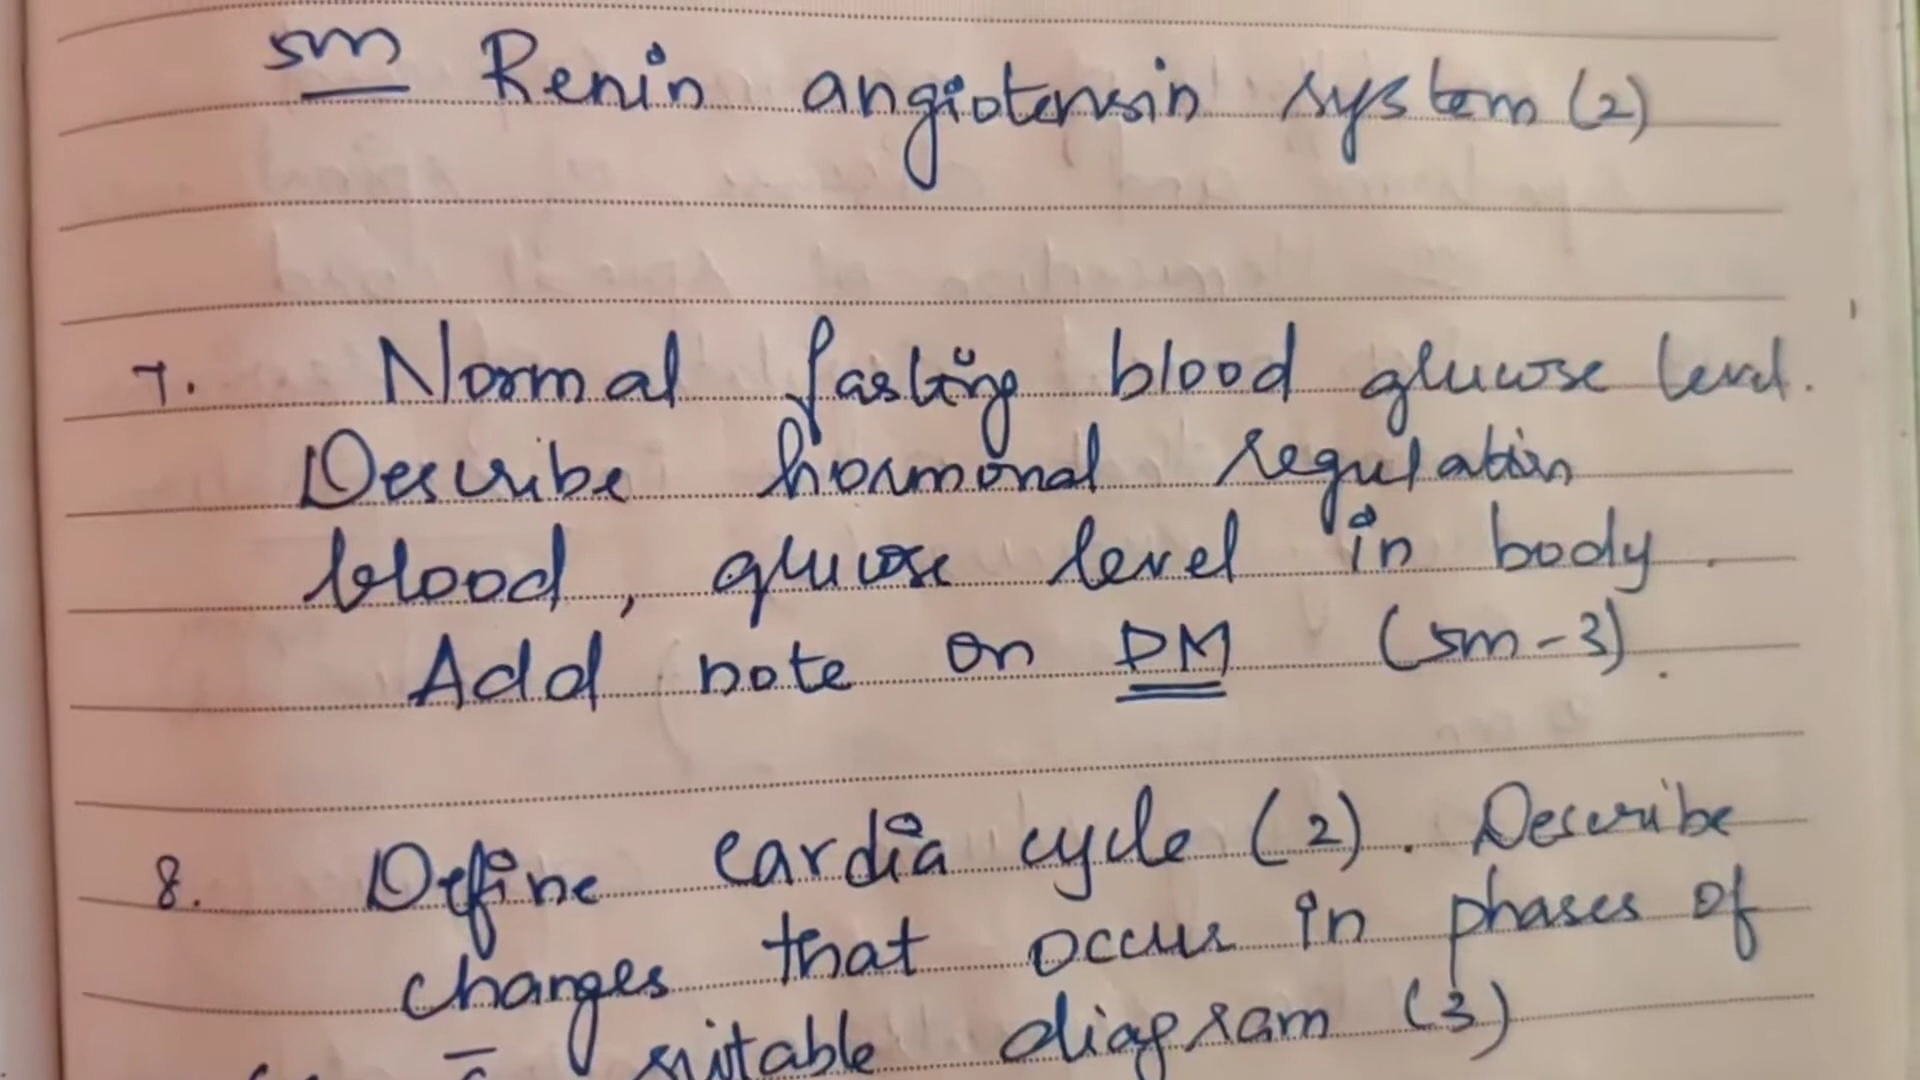 5m Renin angiotensin system (2)
7. Normal fasting blood glucose level.
Describe hormonal regulation
blood, glucose level in body.
Add note on DM (5m-3).
8. Define cardia cycle (2). Describe
changes that occur in phases of
suitable diagram (3)